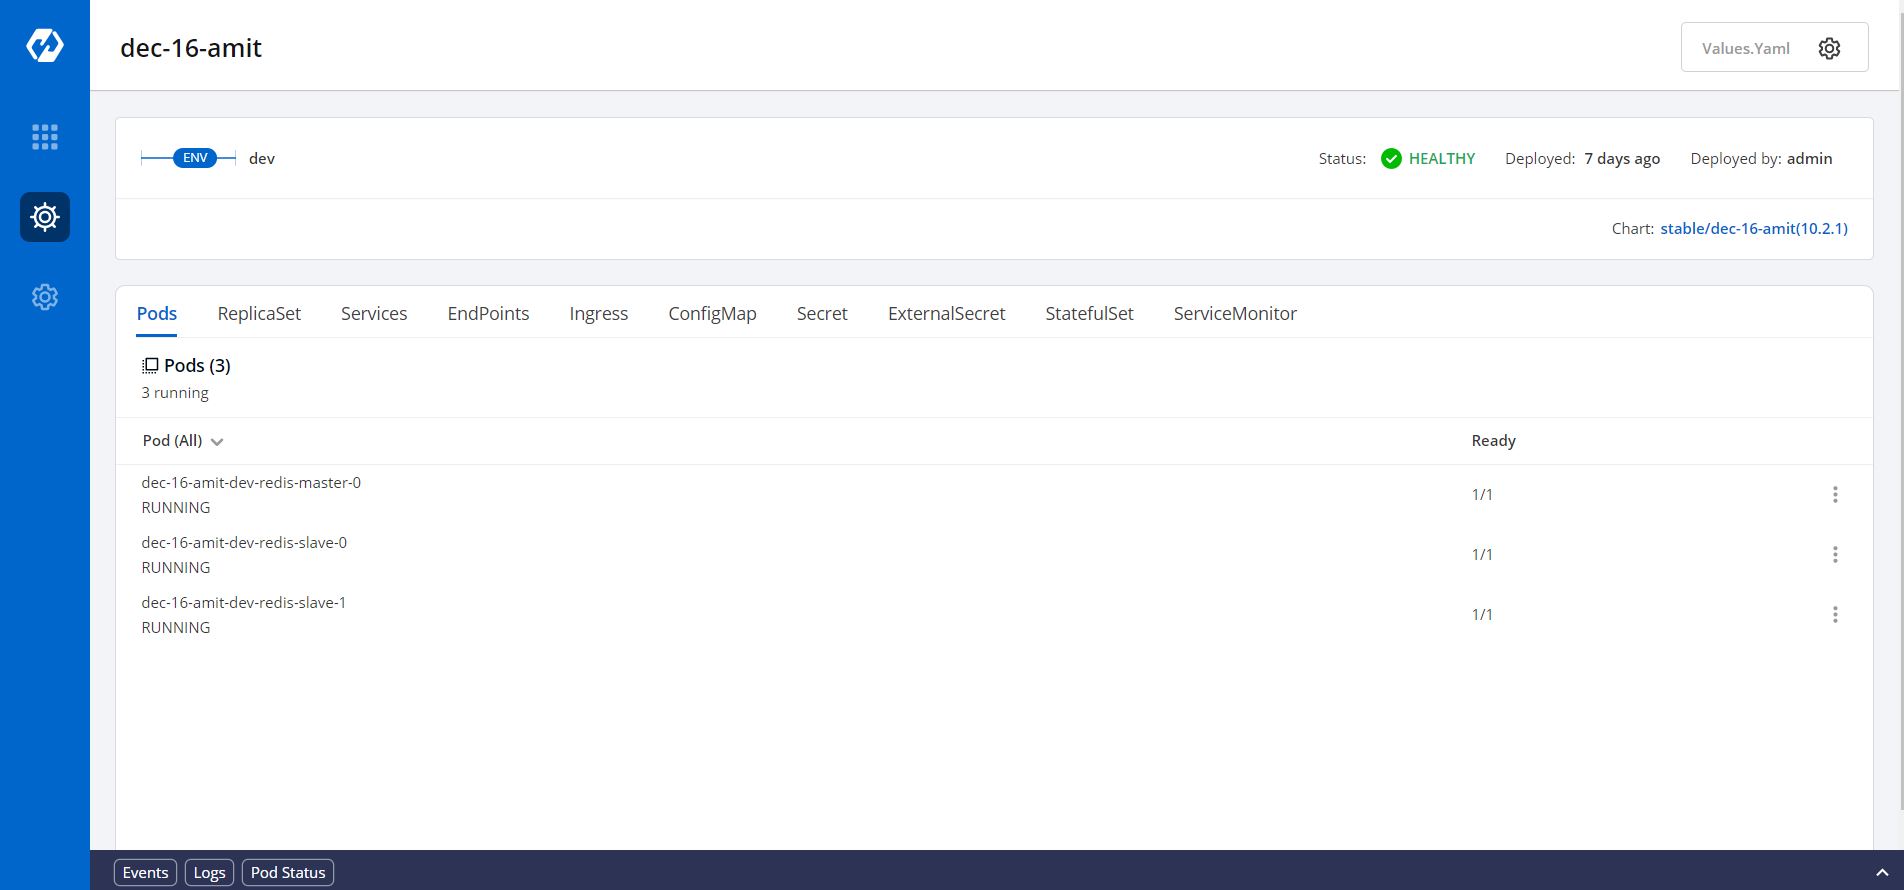 dec-16-amit
Values.Yaml
ENV dev
Status: HEALTHY Deployed: 7 days ago Deployed by: admin
Chart: stable/dec-16-amit(10.2.1)
Pods ReplicaSet Services EndPoints Ingress ConfigMap Secret ExternalSecret StatefulSet ServiceMonitor
Pods (3)
3 running
Pod (All) Ready
dec-16-amit-dev-redis-master-0
RUNNING
1/1
dec-16-amit-dev-redis-slave-0
RUNNING
1/1
dec-16-amit-dev-redis-slave-1
RUNNING
1/1
Events Logs Pod Status